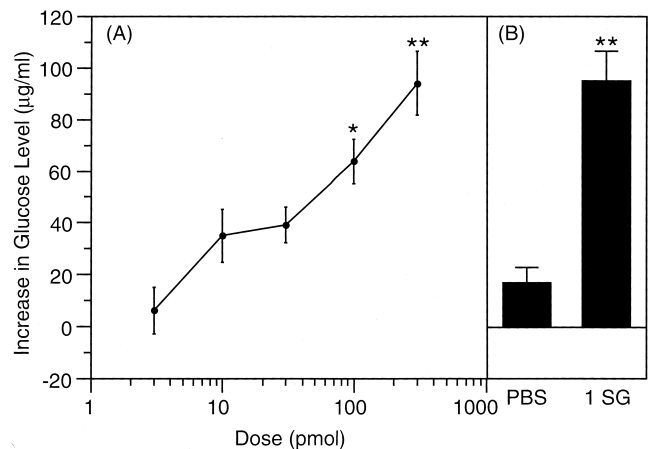 (A)
(B)
120
100
80
60
40
20
0
-20
Increase in Glucose Level (µg/ml)
*
**
**
1
10
100
1000
Dose (pmol)
PBS
1 SG